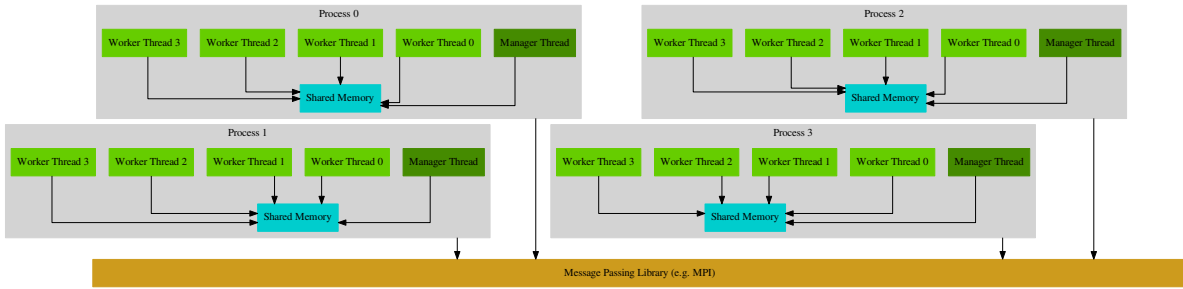 Process 0
Worker Thread 3 Worker Thread 2 Worker Thread 1 Worker Thread 0 Manager Thread
Shared Memory
Process 2
Worker Thread 3 Worker Thread 2 Worker Thread 1 Worker Thread 0 Manager Thread
Shared Memory
Process 1
Worker Thread 3 Worker Thread 2 Worker Thread 1 Worker Thread 0 Manager Thread
Shared Memory
Process 3
Worker Thread 3 Worker Thread 2 Worker Thread 1 Worker Thread 0 Manager Thread
Shared Memory
Message Passing Library (e.g. MPI)